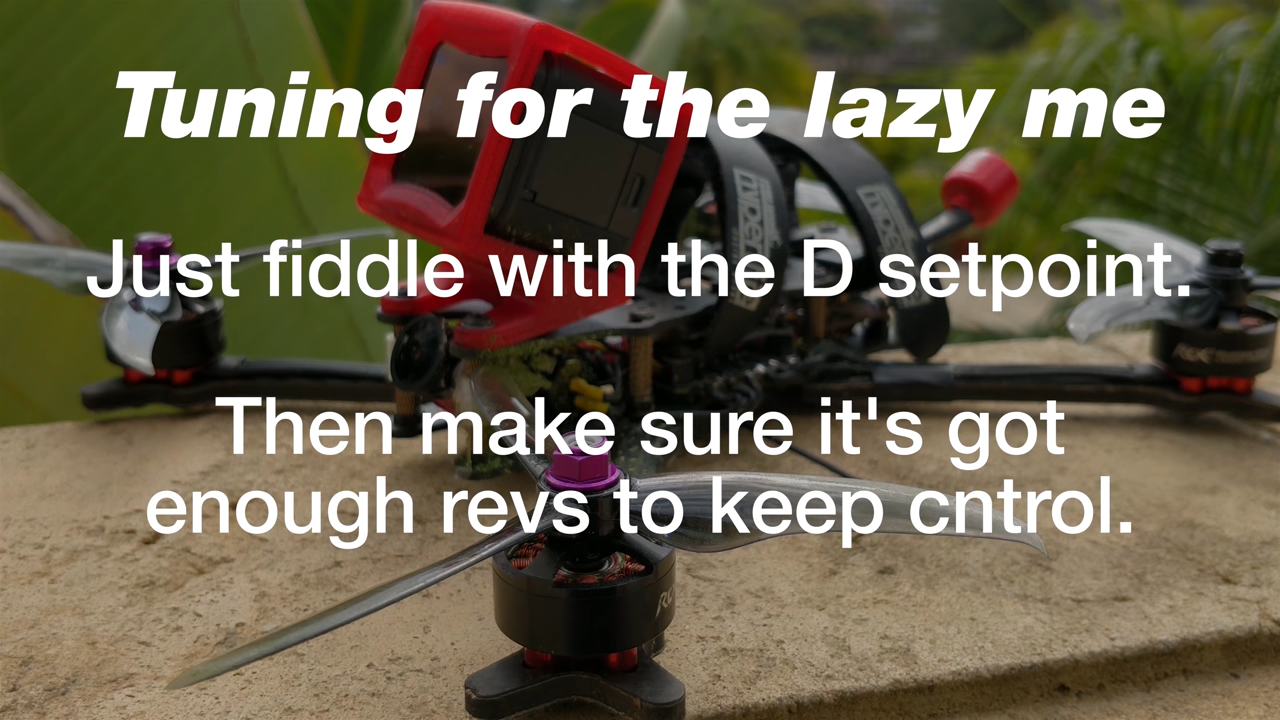 Tuning for the lazy me
Just fiddle with the D setpoint.
Then make sure it's got
enough revs to keep cntrol.